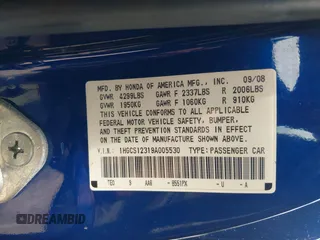 MFD. BY HONDA OF AMERICA MFG., INC. 09/08
GVWR 4299LBS GAWR F 2337LBS R 2006LBS
GVWR 1950KG GAWR F 1060KG R 910KG
THIS VEHICLE CONFORMS TO ALL APPLICABLE
FEDERAL MOTOR VEHICLE SAFETY, BUMPER, AND
THEFT PREVENTION STANDARDS IN EFFECT ON THE
DATE OF MANUFACTURE SHOWN ABOVE.
V.I.N.: 1HGCS12319A005530 TYPE: PASSENGER CAR
AAR B551PX U A
DREAMBID